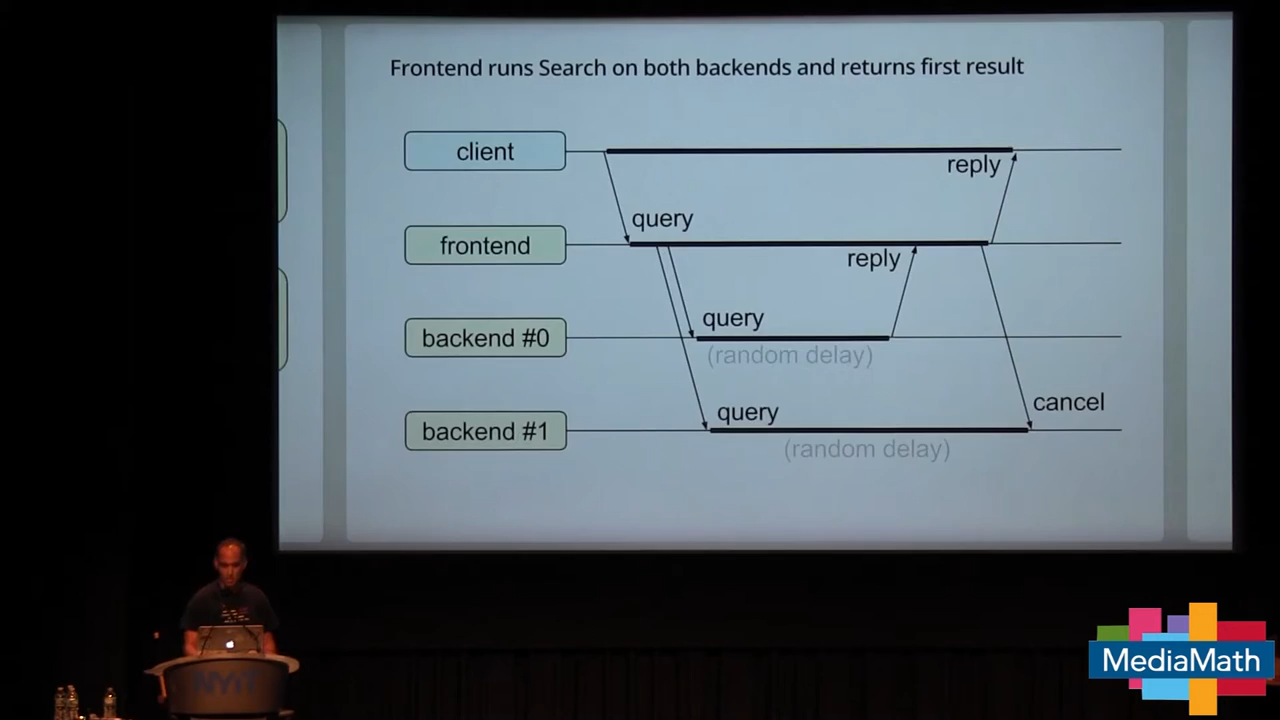 Frontend runs Search on both backends and returns first result
client
reply
query
frontend
reply
query
backend #0
(random delay)
cancel
query
backend #1
(random delay)
NYIT
MediaMath